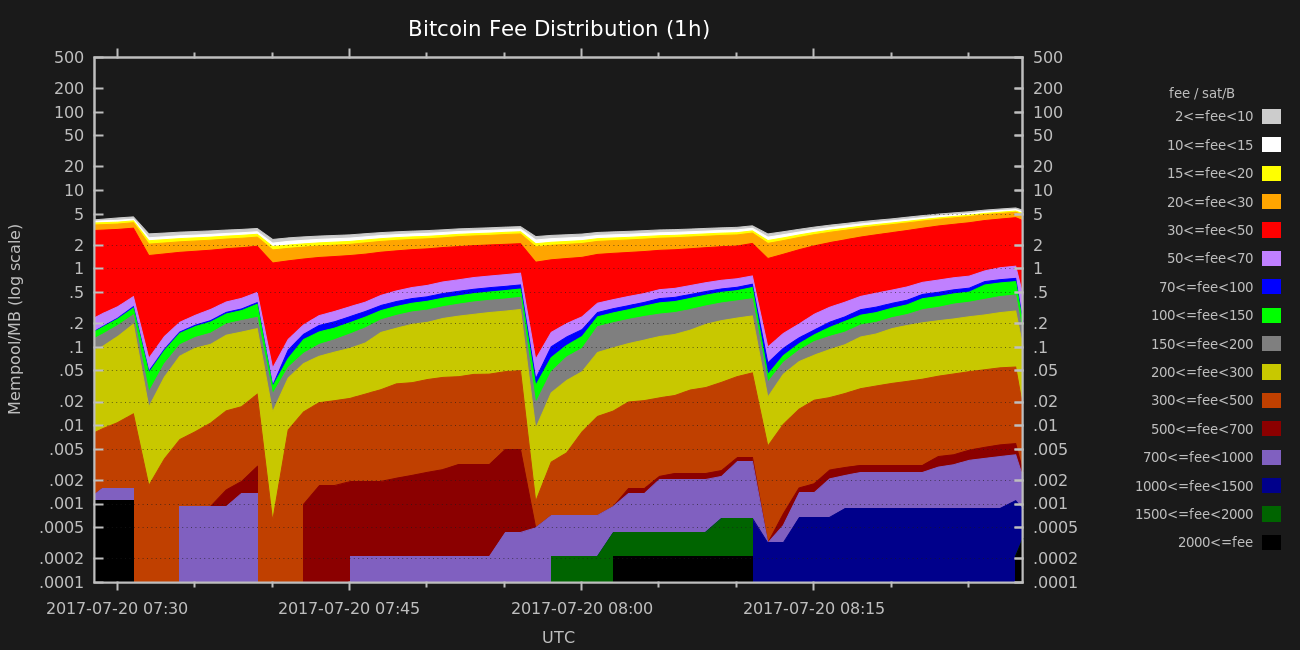 Bitcoin Fee Distribution (1h)
500
200
100
50
20
10
5
2
1
.5
.2
.1
.05
.02
.01
.005
.002
.001
.0005
.0002
.0001
Mempool/MB (log scale)
500
200
100
50
20
10
5
2
1
.5
.2
.1
.05
.02
.01
.005
.002
.001
.0005
.0002
.0001
2017-07-20 07:30 2017-07-20 07:45 2017-07-20 08:00 2017-07-20 08:15
UTC
fee / sat/B
2<=fee<10
10<=fee<15
15<=fee<20
20<=fee<30
30<=fee<50
50<=fee<70
70<=fee<100
100<=fee<150
150<=fee<200
200<=fee<300
300<=fee<500
500<=fee<700
700<=fee<1000
1000<=fee<1500
1500<=fee<2000
2000<=fee